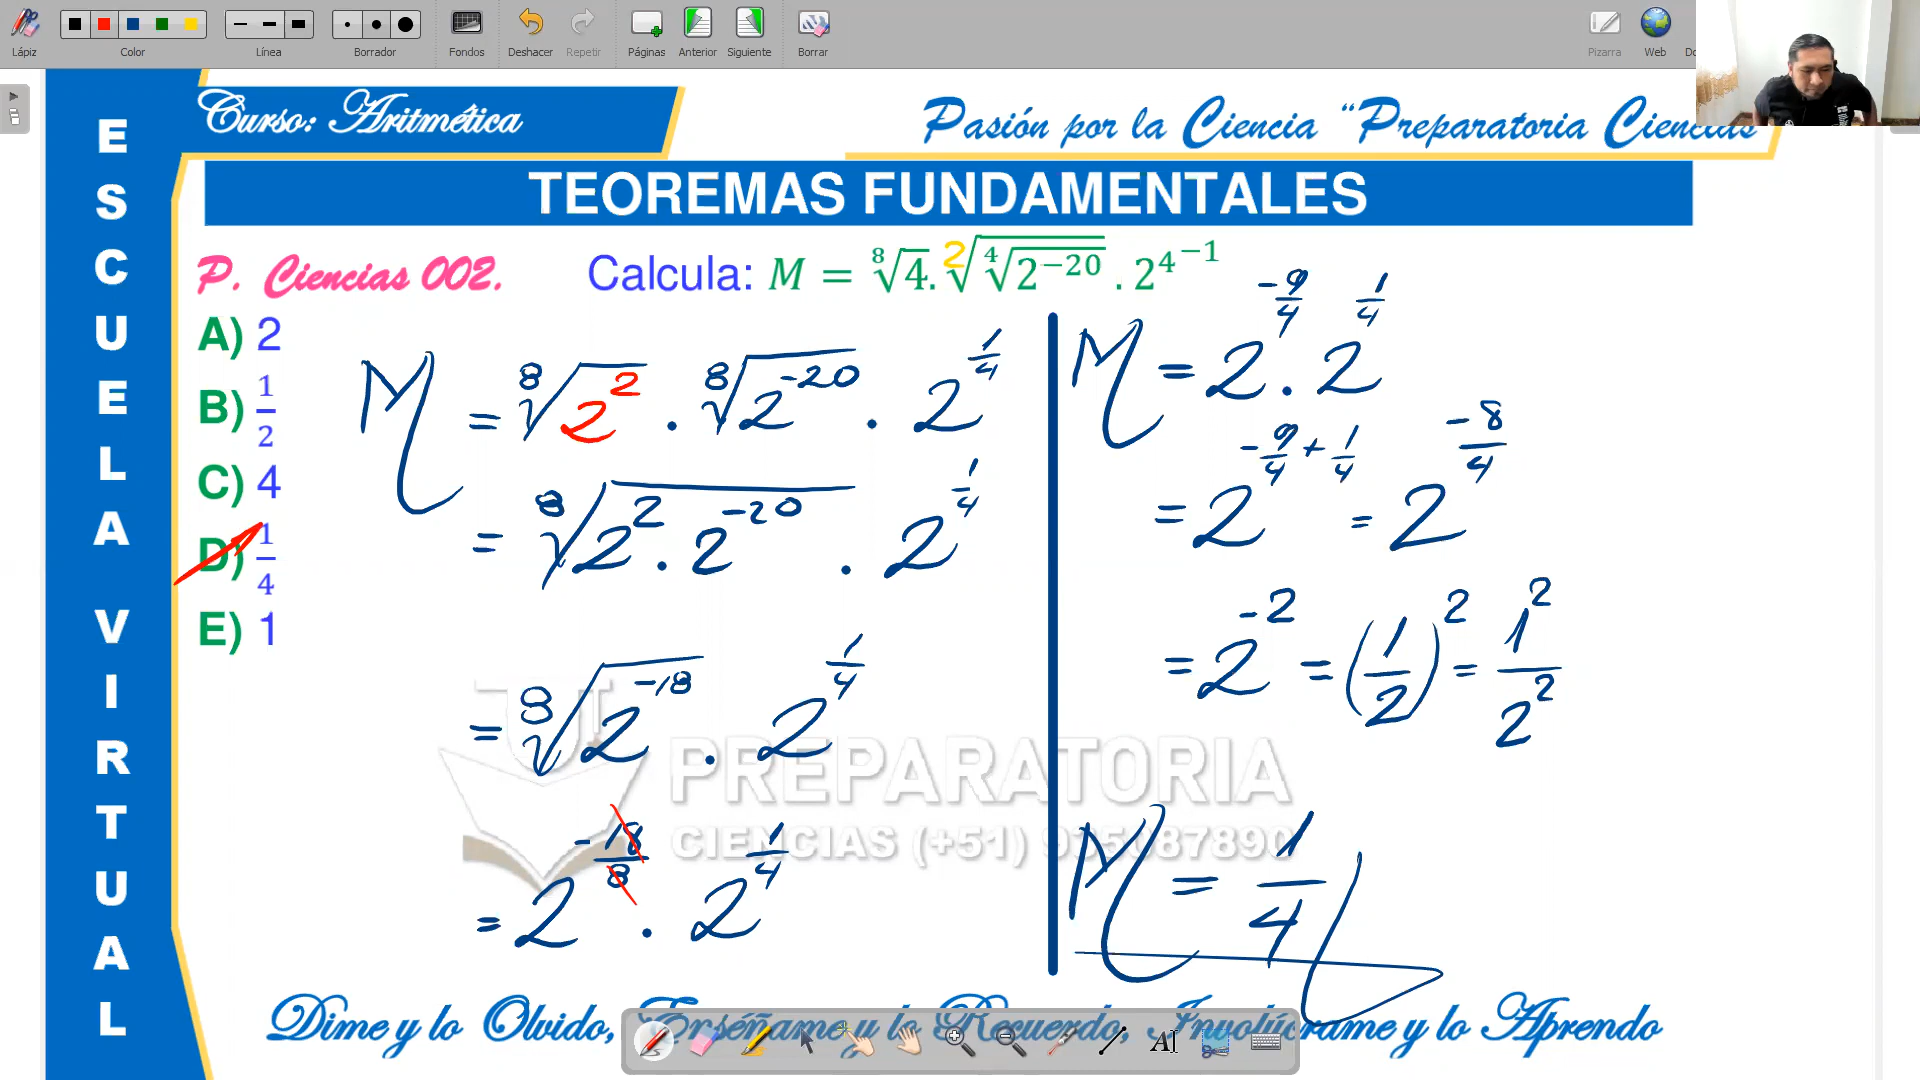 Lápiz
Color
Línea
Borrador
Fondos
Deshacer
Repetir
Páginas
Anterior
Siguiente
Borrar
Pizarra
Web
ESCUELA VIRTUAL
Curso: Aritmética
Pasión por la Ciencia “Preparatoria Ciencias
TEOREMAS FUNDAMENTALES
P. Ciencias 002.
Calcula: M = ⁸√4 . ²√(⁴√(2^(−20))) . 2^(4^(−1))
A) 2
B) 1/2
C) 4
D) 1/4
E) 1
M = ⁸√(2²) . ⁸√(2^(-20)) . 2^(1/4)
= ⁸√(2² . 2^(-20)) . 2^(1/4)
= ⁸√(2^(-18)) . 2^(1/4)
= 2^(-18/8) . 2^(1/4)
M = 2^(-9/4) . 2^(1/4)
= 2^(-9/4 + 1/4) = 2^(-8/4)
= 2^(-2) = (1/2)² = 1²/2²
M = 1/4
PREPARATORIA
CIENCIAS (+51) 935087890
Dime y lo Olvido, Enséñame y lo Recuerdo, Involúcrame y lo Aprendo